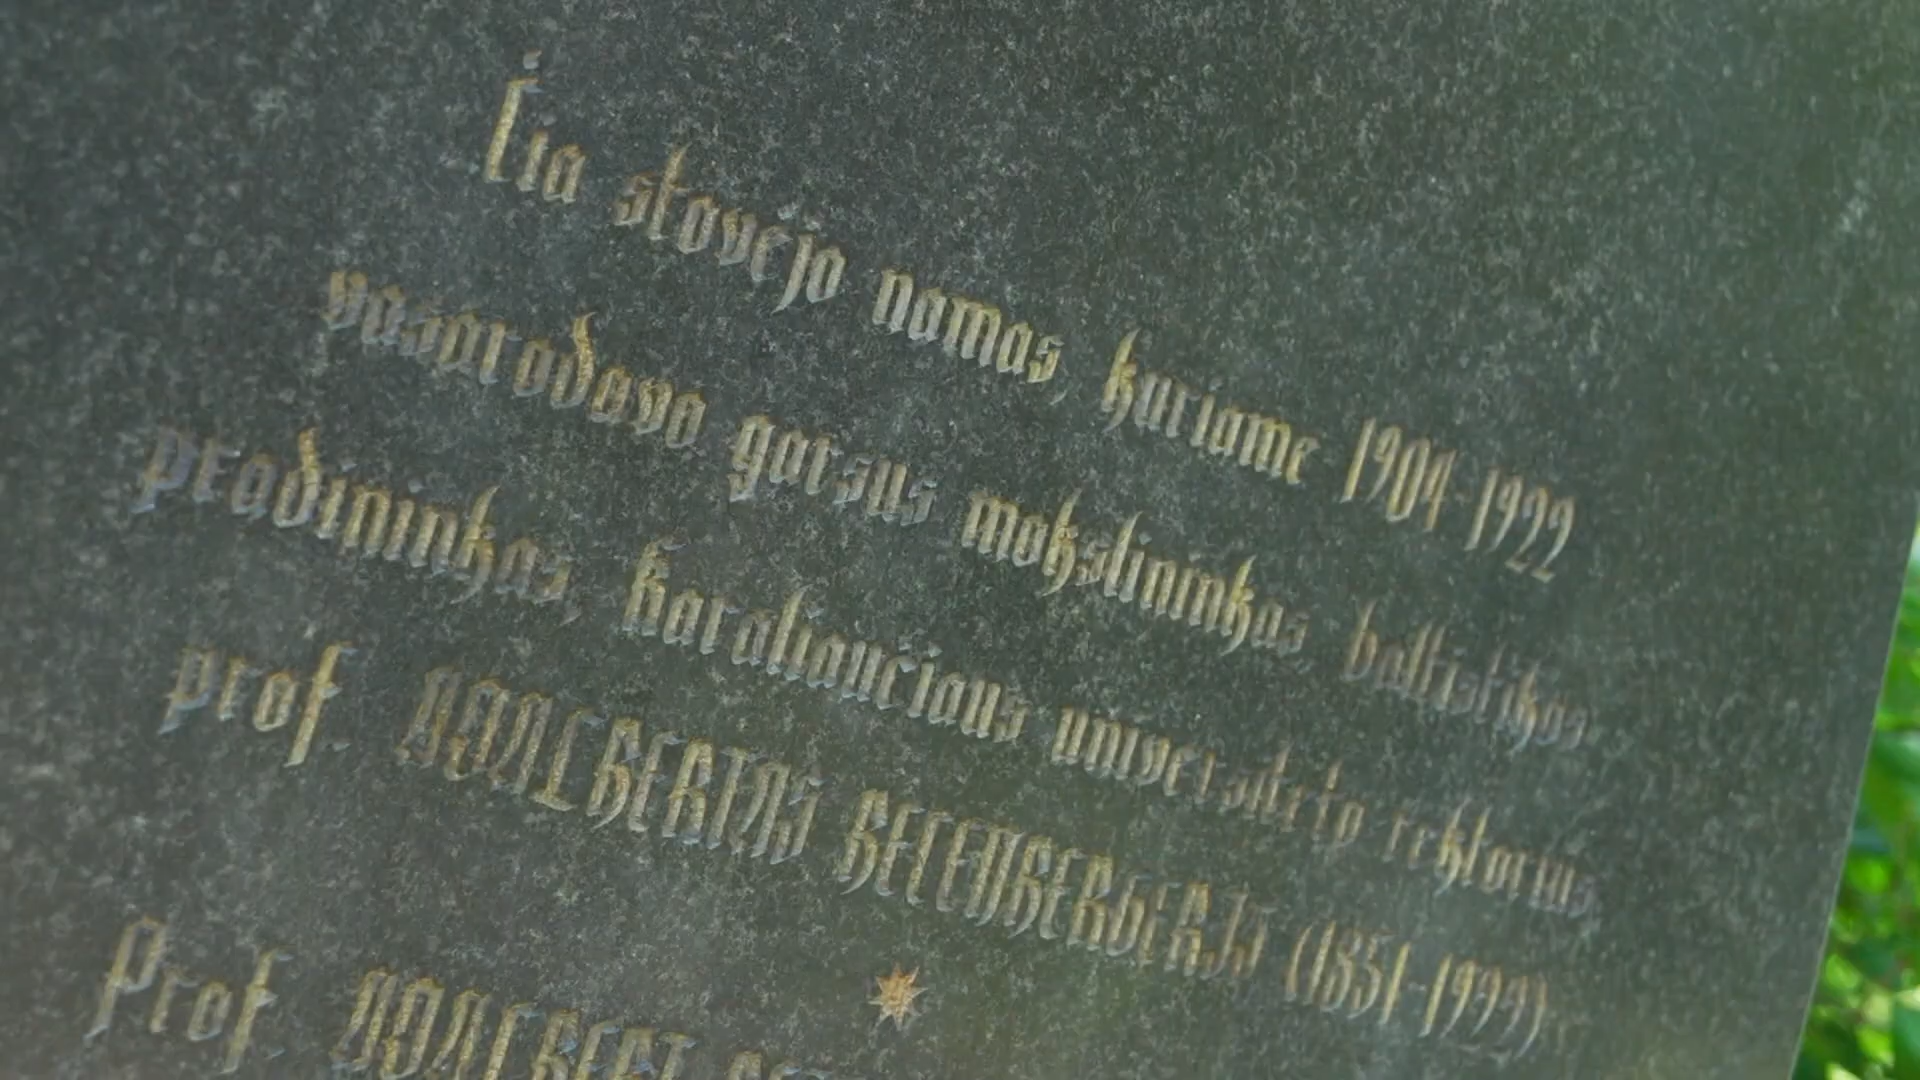 Čia stovėjo namas, kuriame 1904-1922
vasarodavo garsus mokslininkas baltistikos
pradininkas, Karaliaučiaus universiteto rektorius,
prof. ADALBERTAS BECENBERGERIS (1851-1922).
Prof. ADALBERT